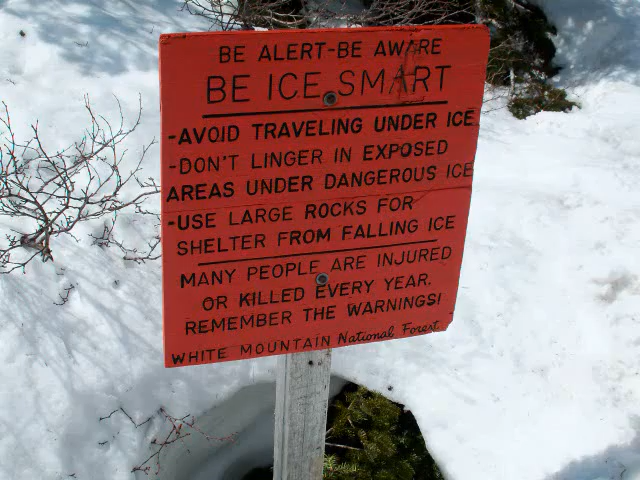 BE ALERT-BE AWARE
BE ICE SMART
-AVOID TRAVELING UNDER ICE
-DON'T LINGER IN EXPOSED
AREAS UNDER DANGEROUS ICE
-USE LARGE ROCKS FOR
SHELTER FROM FALLING ICE
MANY PEOPLE ARE INJURED
OR KILLED EVERY YEAR.
REMEMBER THE WARNINGS!
WHITE MOUNTAIN National Forest